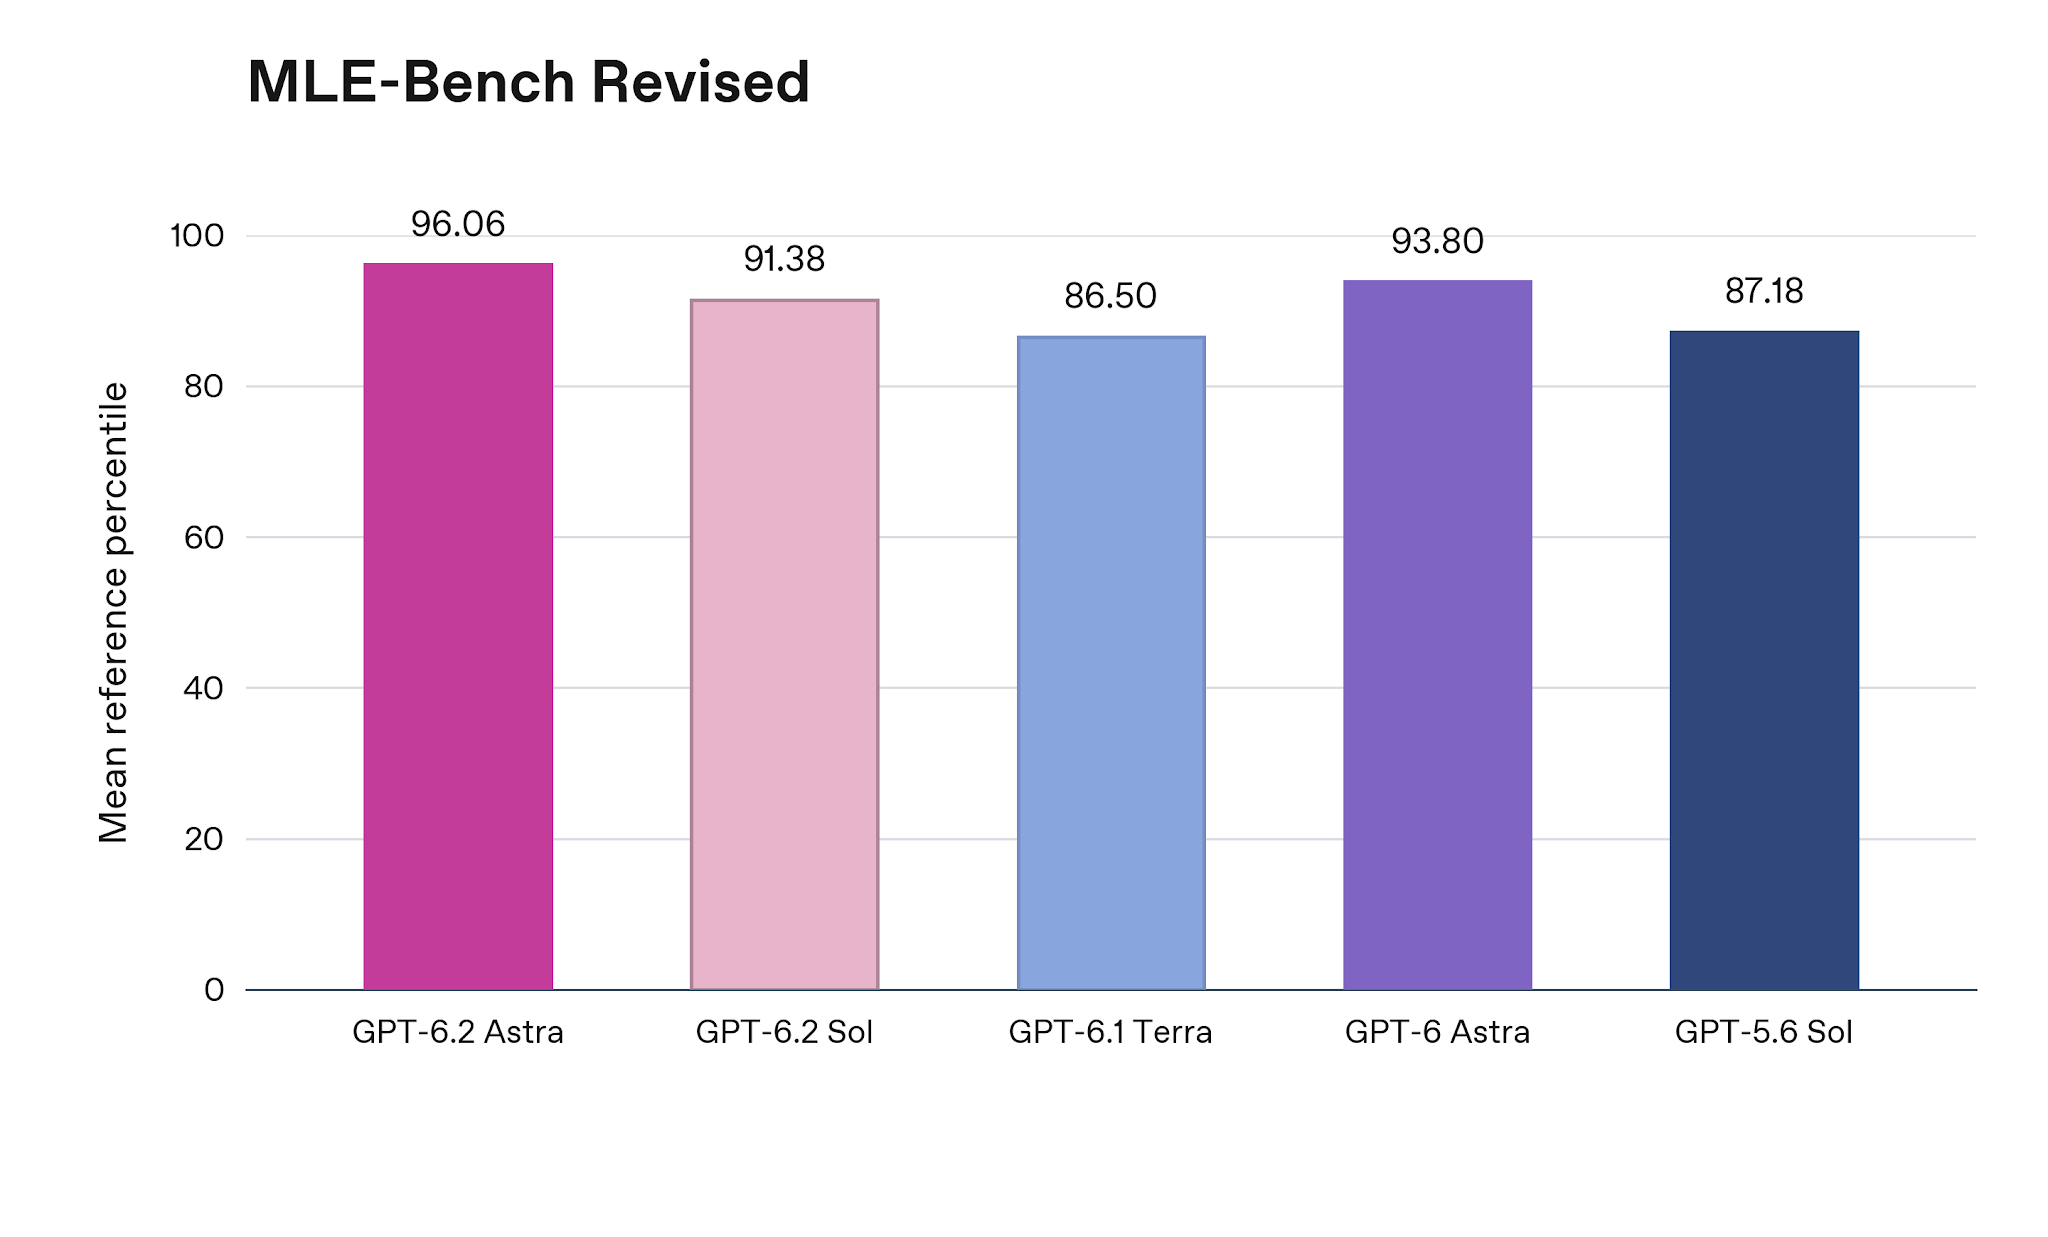 MLE-Bench Revised
Mean reference percentile
100
80
60
40
20
0
96.06
91.38
86.50
93.80
87.18
GPT-6.2 Astra
GPT-6.2 Sol
GPT-6.1 Terra
GPT-6 Astra
GPT-5.6 Sol